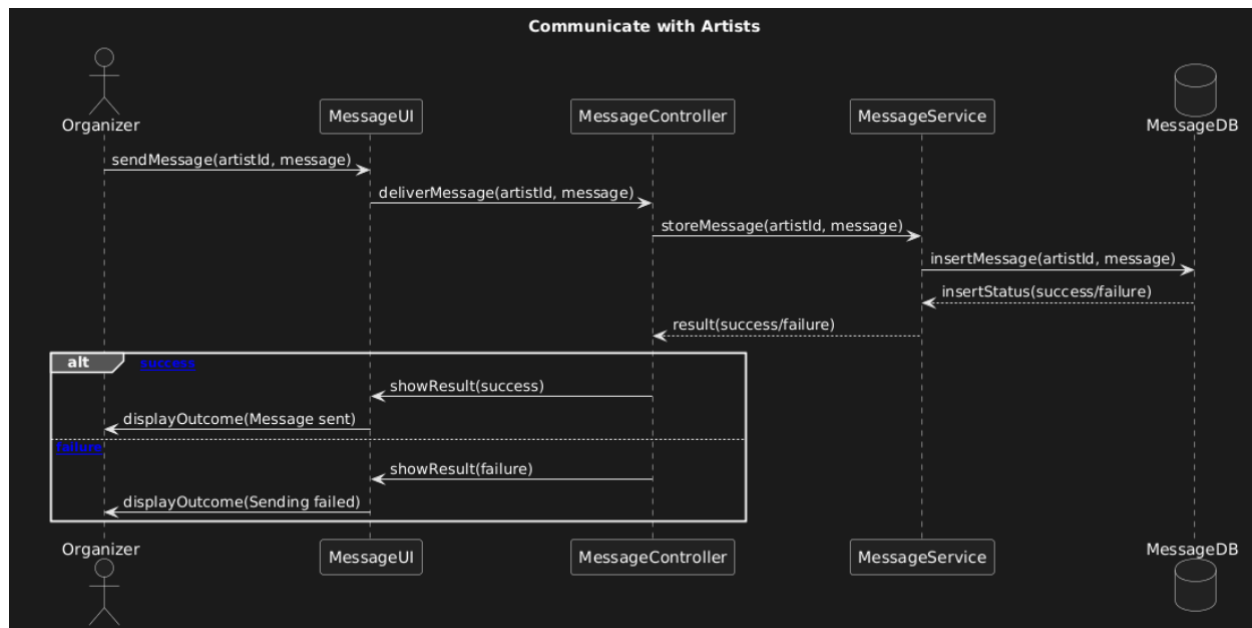 Communicate with Artists
Organizer
MessageUI
MessageController
MessageService
MessageDB
sendMessage(artistId, message)
deliverMessage(artistId, message)
storeMessage(artistId, message)
insertMessage(artistId, message)
insertStatus(success/failure)
result(success/failure)
alt
success
showResult(success)
displayOutcome(Message sent)
failure
showResult(failure)
displayOutcome(Sending failed)
Organizer
MessageUI
MessageController
MessageService
MessageDB